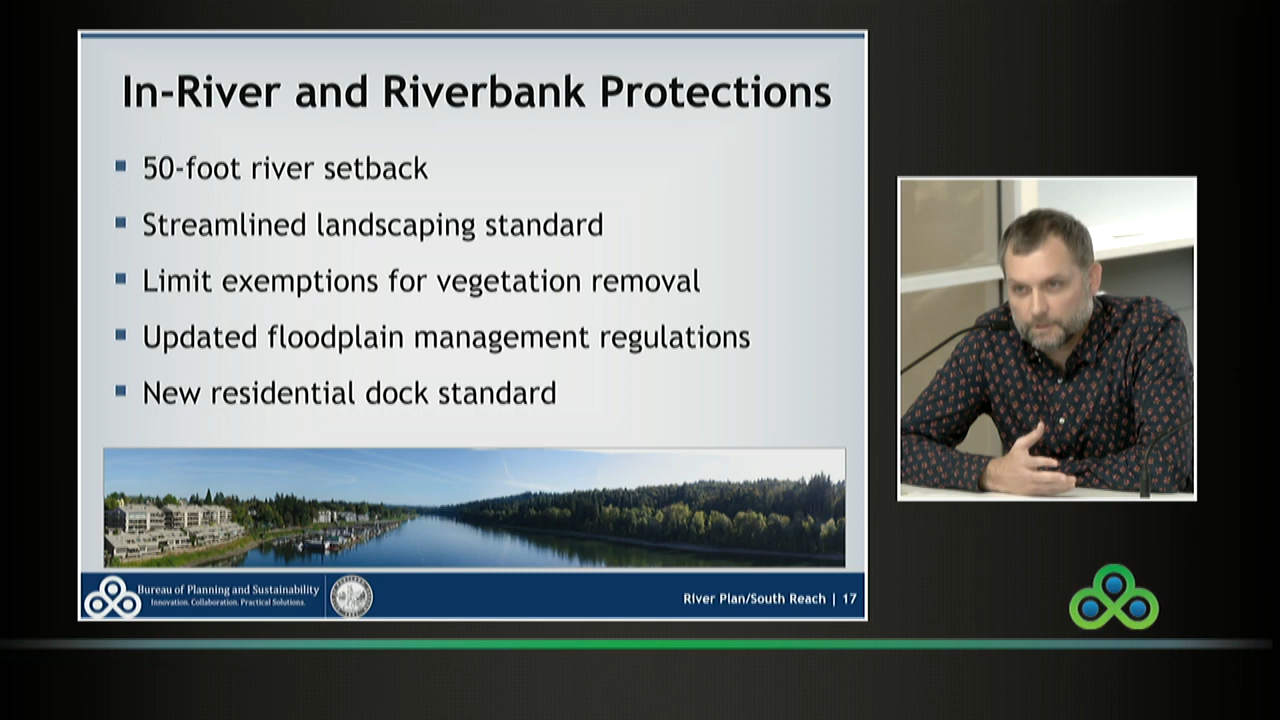 In-River and Riverbank Protections
50-foot river setback
Streamlined landscaping standard
Limit exemptions for vegetation removal
Updated floodplain management regulations
New residential dock standard
Bureau of Planning and Sustainability
Innovation. Collaboration. Practical Solutions.
River Plan/South Reach | 17